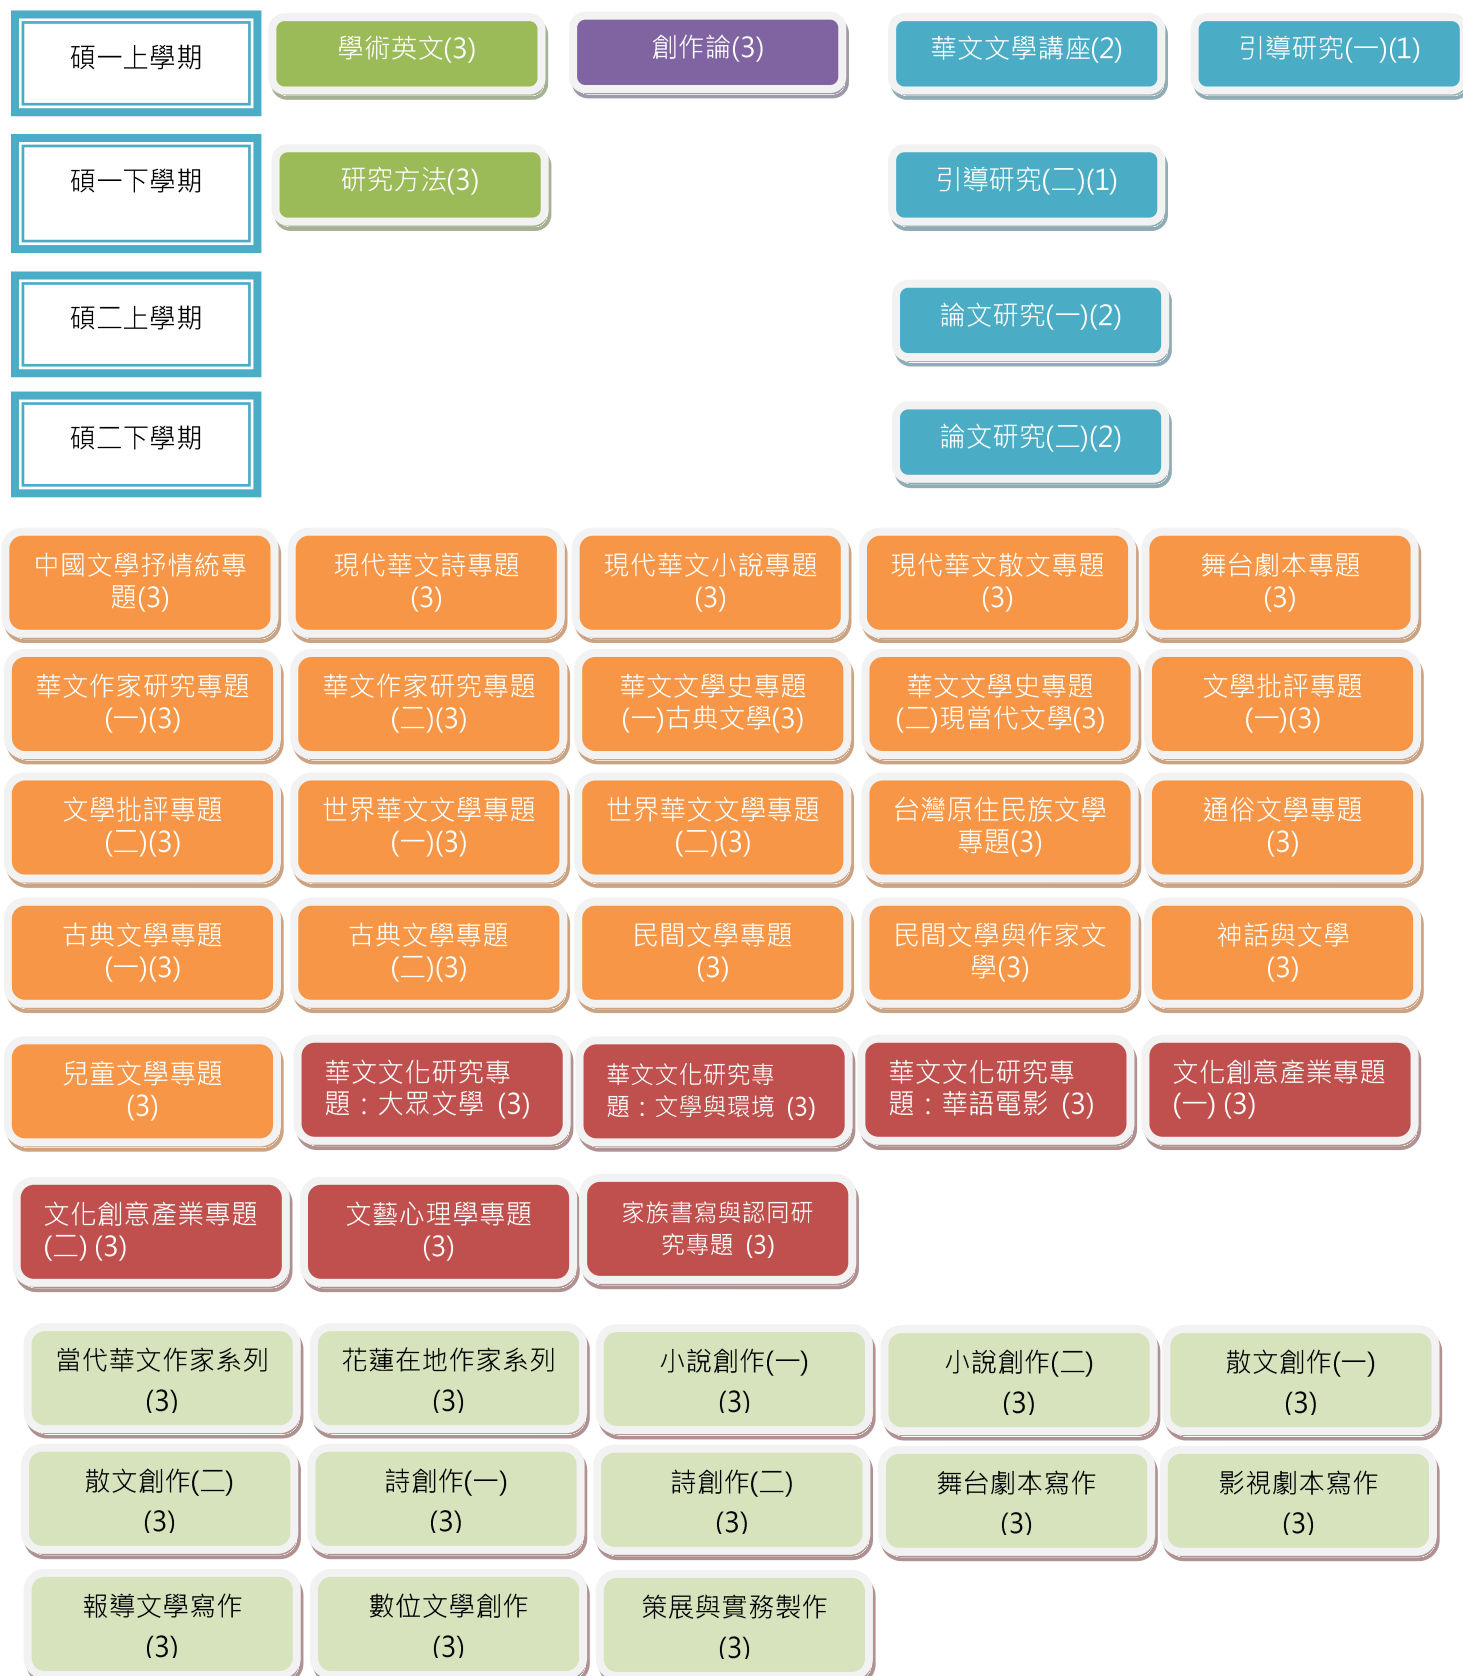 碩一上學期
學術英文(3)
創作論(3)
華文文學講座(2)
引導研究(一)(1)
碩一下學期
研究方法(3)
引導研究(二)(1)
碩二上學期
論文研究(一)(2)
碩二下學期
論文研究(二)(2)
中國文學抒情統專
題(3)
現代華文詩專題
(3)
現代華文小說專題
(3)
現代華文散文專題
(3)
舞台劇本專題
(3)
華文作家研究專題
(一)(3)
華文作家研究專題
(二)(3)
華文文學史專題
(一)古典文學(3)
華文文學史專題
(二)現當代文學(3)
文學批評專題
(一)(3)
文學批評專題
(二)(3)
世界華文文學專題
(一)(3)
世界華文文學專題
(二)(3)
台灣原住民族文學
專題(3)
通俗文學專題
(3)
古典文學專題
(一)(3)
古典文學專題
(二)(3)
民間文學專題
(3)
民間文學與作家文
學(3)
神話與文學
(3)
兒童文學專題
(3)
華文文化研究專
題：大眾文學 (3)
華文文化研究專
題：文學與環境 (3)
華文文化研究專
題：華語電影 (3)
文化創意產業專題
(一) (3)
文化創意產業專題
(二) (3)
文藝心理學專題
(3)
家族書寫與認同研
究專題 (3)
當代華文作家系列
(3)
花蓮在地作家系列
(3)
小說創作(一)
(3)
小說創作(二)
(3)
散文創作(一)
(3)
散文創作(二)
(3)
詩創作(一)
(3)
詩創作(二)
(3)
舞台劇本寫作
(3)
影視劇本寫作
(3)
報導文學寫作
(3)
數位文學創作
(3)
策展與實務製作
(3)